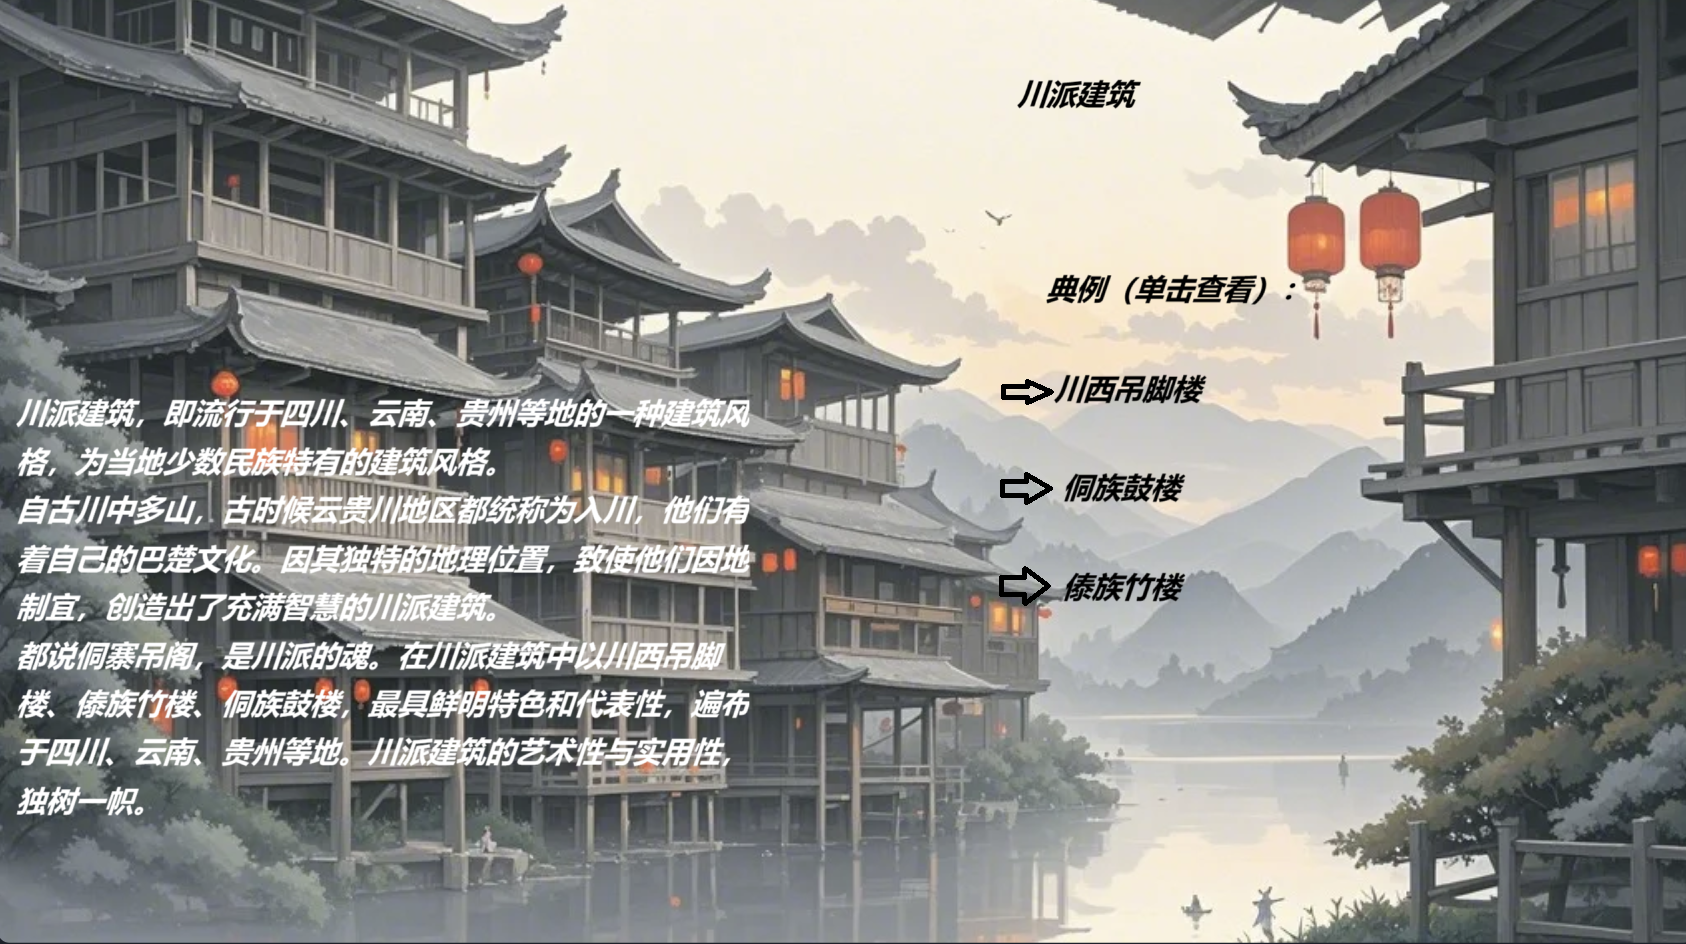 川派建筑
典例（单击查看）：
川西吊脚楼
侗族鼓楼
傣族竹楼
川派建筑，即流行于四川、云南、贵州等地的一种建筑风
格，为当地少数民族特有的建筑风格。
自古川中多山，古时候云贵川地区都统称为入川，他们有
着自己的巴楚文化。因其独特的地理位置，致使他们因地
制宜，创造出了充满智慧的川派建筑。
都说侗寨吊阁，是川派的魂。在川派建筑中以川西吊脚
楼、傣族竹楼、侗族鼓楼，最具鲜明特色和代表性，遍布
于四川、云南、贵州等地。川派建筑的艺术性与实用性，
独树一帜。